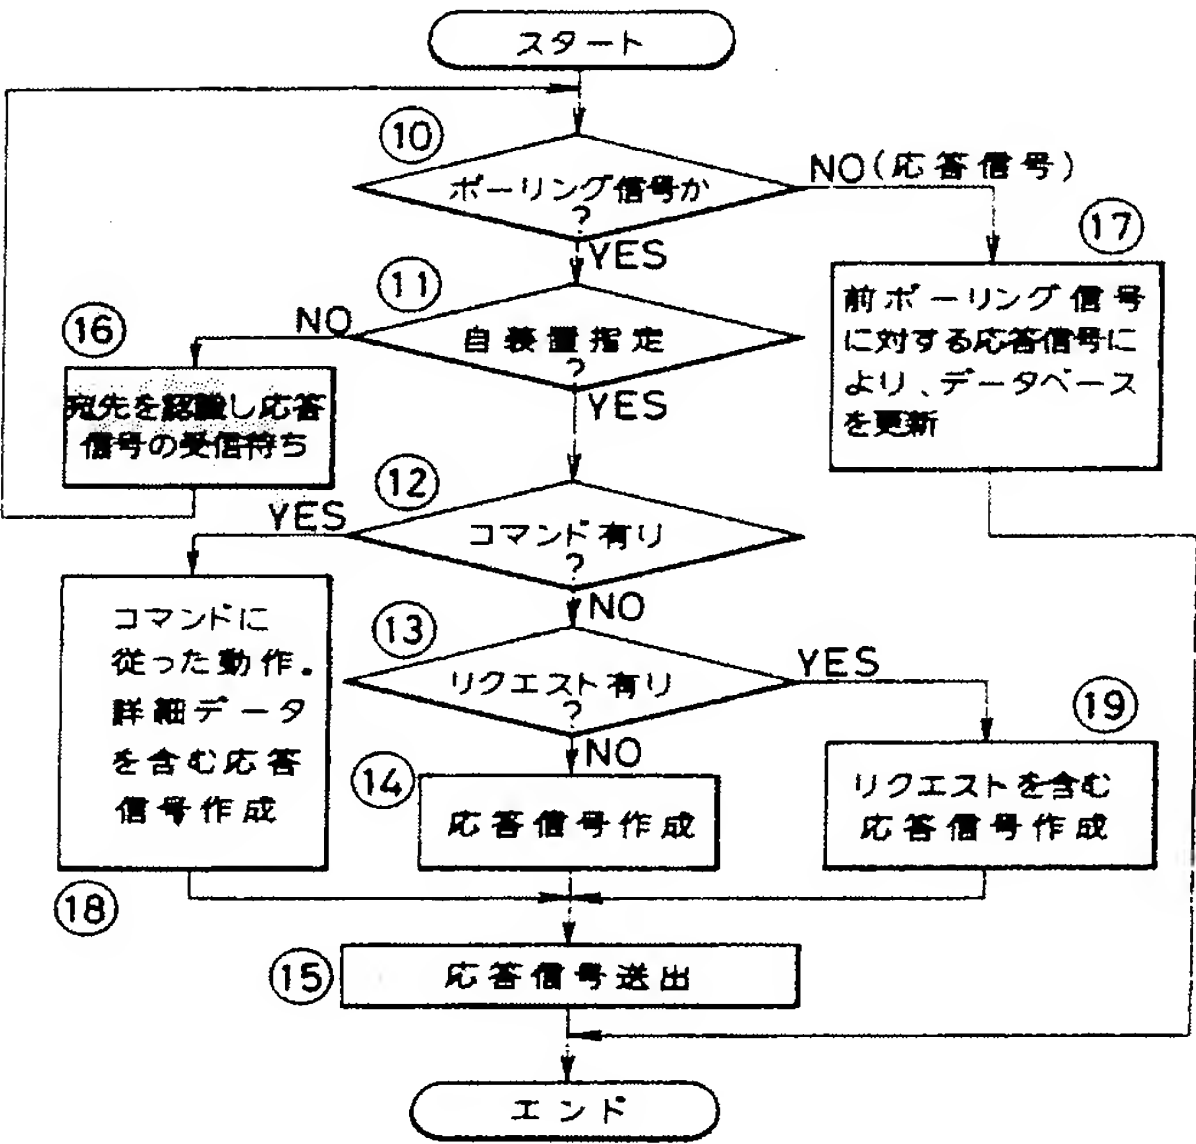 スタート
⑩
ポーリング信号か
?
NO(応答信号)
YES
⑰
前ポーリング信号
に対する応答信号に
より、データベース
を更新
⑪
自装置指定
?
NO
YES
⑯
宛先を認識し応答
信号の受信待ち
⑫
コマンド有り
?
YES
NO
⑱
コマンドに
従った動作。
詳細データ
を含む応答
信号作成
⑬
リクエスト有り
?
YES
NO
⑲
リクエストを含む
応答信号作成
⑭
応答信号作成
⑮
応答信号送出
エンド